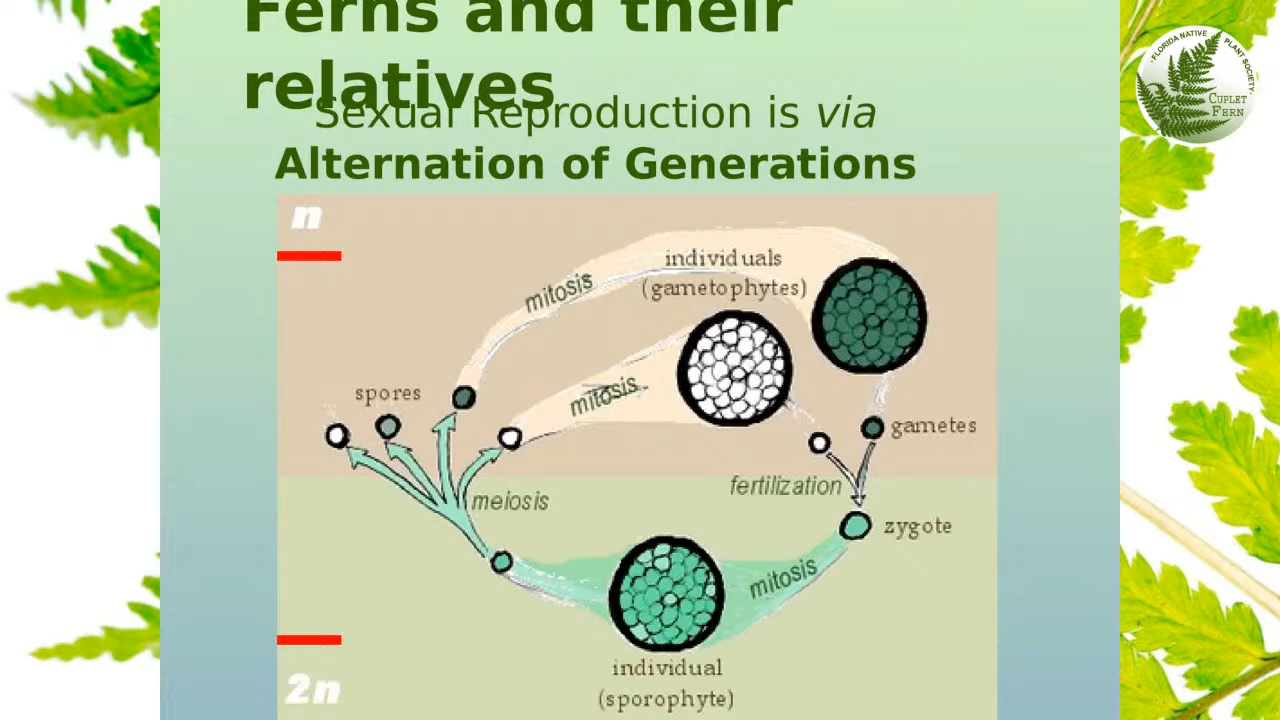 Ferns and their
relatives
Sexual Reproduction is via
Alternation of Generations
FLORIDA NATIVE PLANT SOCIETY
CUPLET
FERN
n
individuals
(gametophytes)
mitosis
mitosis
spores
gametes
meiosis
fertilization
zygote
mitosis
individual
(sporophyte)
2n